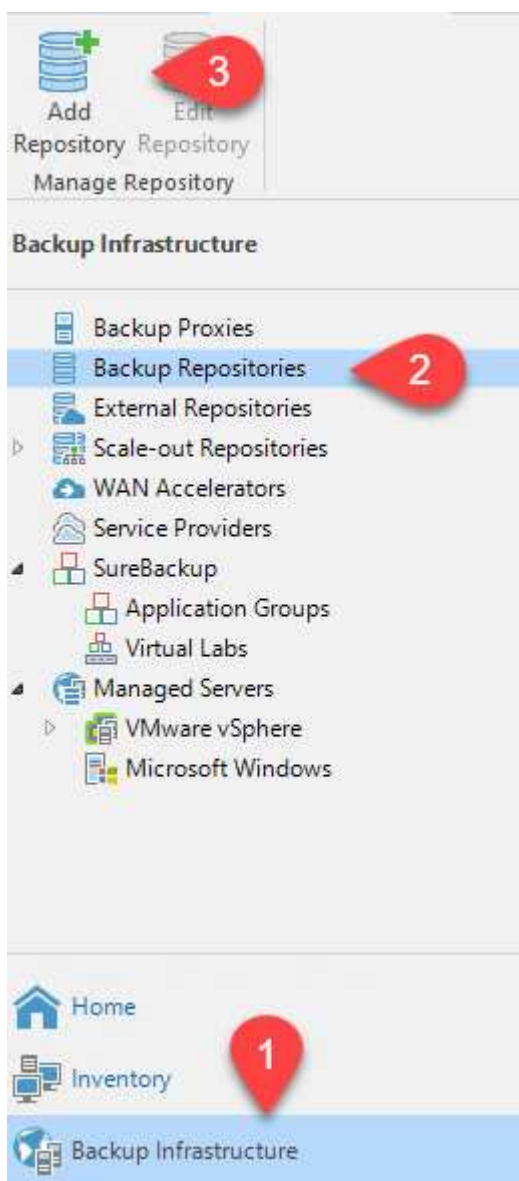 3
Add Edit
Repository Repository
Manage Repository
Backup Infrastructure
Backup Proxies
Backup Repositories
2
External Repositories
Scale-out Repositories
WAN Accelerators
Service Providers
SureBackup
Application Groups
Virtual Labs
Managed Servers
VMware vSphere
Microsoft Windows
Home
1
Inventory
Backup Infrastructure